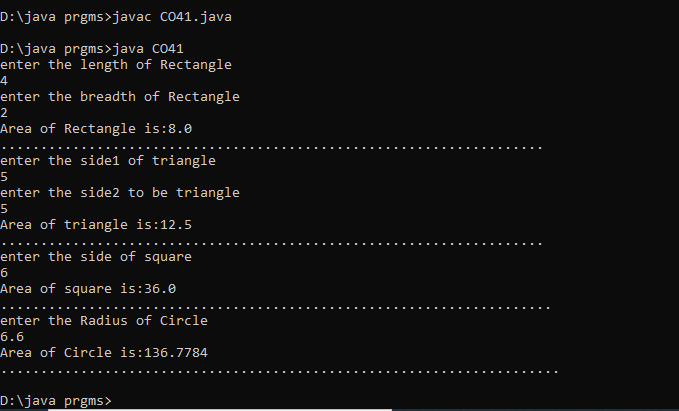 D:\java prgms>javac CO41.java
D:\java prgms>java CO41
enter the length of Rectangle
4
enter the breadth of Rectangle
2
Area of Rectangle is:8.0
....................................................................
enter the side1 of triangle
5
enter the side2 to be triangle
5
Area of triangle is:12.5
....................................................................
enter the side of square
6
Area of square is:36.0
.....................................................................
enter the Radius of Circle
6.6
Area of Circle is:136.7784
......................................................................
D:\java prgms>